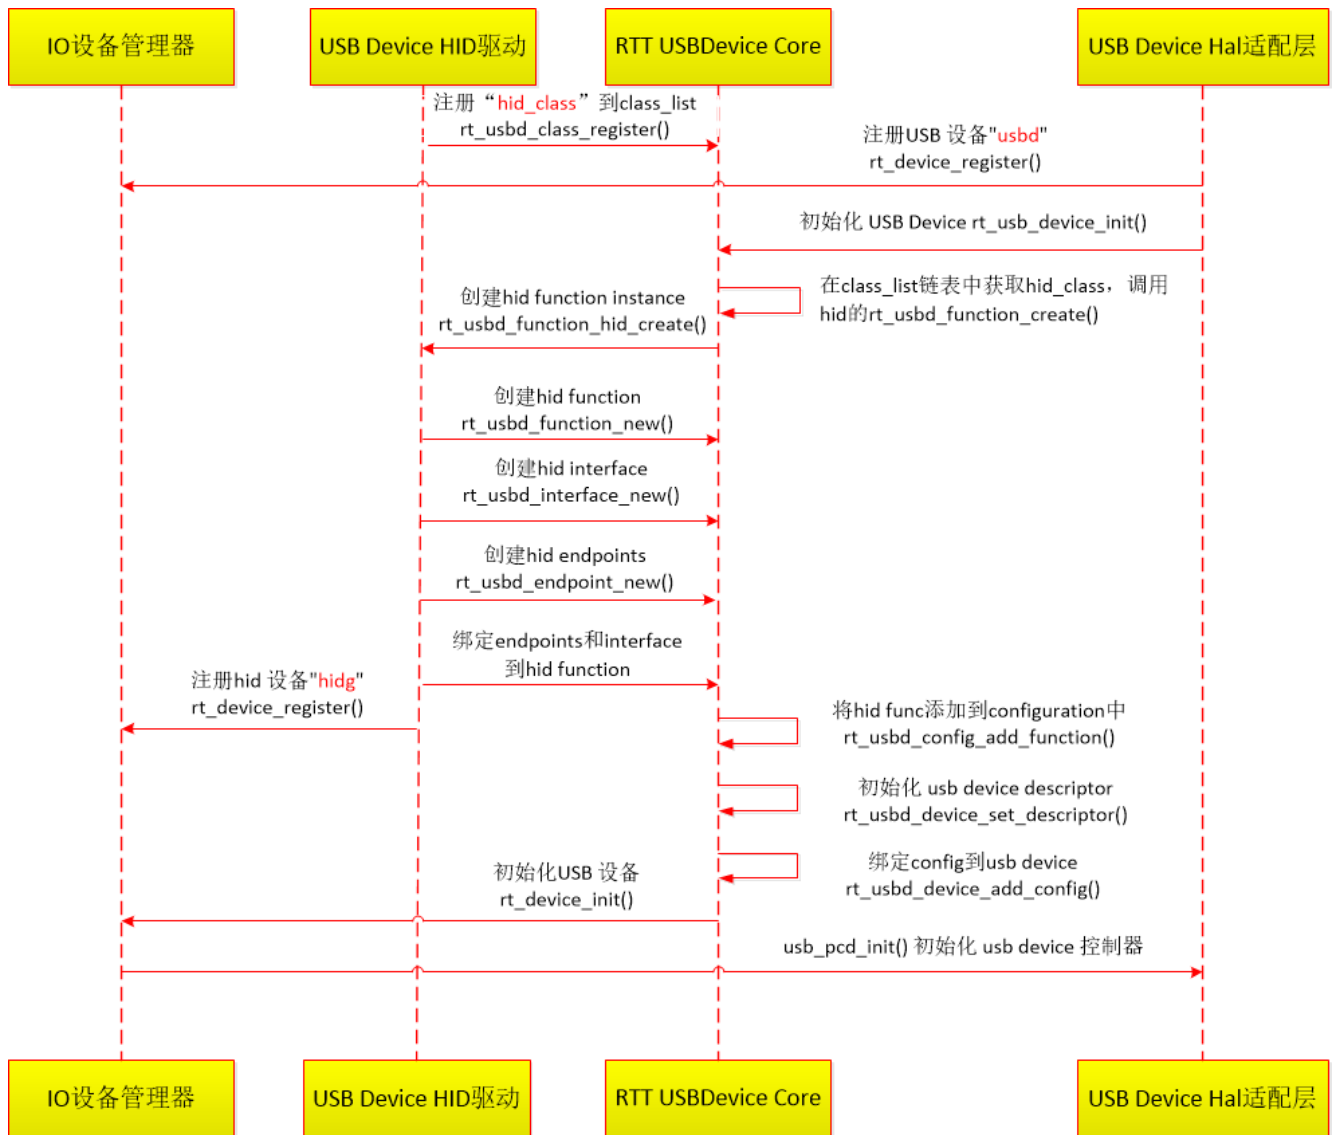 IO设备管理器
USB Device HID驱动
RTT USBDevice Core
USB Device Hal适配层
注册“hid_class”到class_list
rt_usbd_class_register()
注册USB 设备"usbd"
rt_device_register()
初始化 USB Device rt_usb_device_init()
在class_list链表中获取hid_class，调用
hid的rt_usbd_function_create()
创建hid function instance
rt_usbd_function_hid_create()
创建hid function
rt_usbd_function_new()
创建hid interface
rt_usbd_interface_new()
创建hid endpoints
rt_usbd_endpoint_new()
绑定endpoints和interface
到hid function
注册hid 设备"hidg"
rt_device_register()
将hid func添加到configuration中
rt_usbd_config_add_function()
初始化 usb device descriptor
rt_usbd_device_set_descriptor()
绑定config到usb device
rt_usbd_device_add_config()
初始化USB 设备
rt_device_init()
usb_pcd_init() 初始化 usb device 控制器
IO设备管理器
USB Device HID驱动
RTT USBDevice Core
USB Device Hal适配层